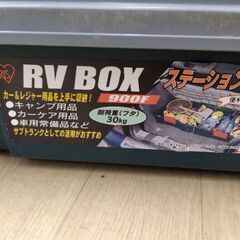 RV BOX
900F
ステーション
カー&レジャー用品を上手に収納!
●キャンプ用品
●カーケア用品
●車用常備品など
サブトランクとしての活用がおすすめ
耐荷重(フタ)
30kg